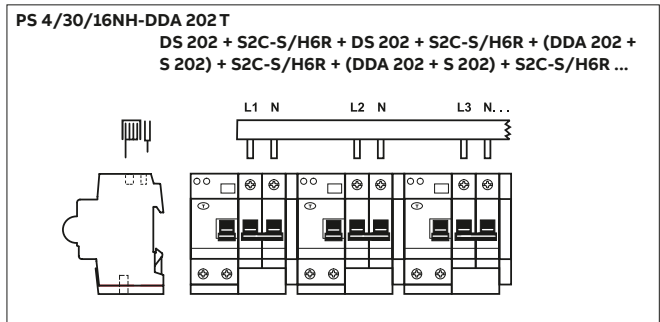 PS 4/30/16NH-DDA 202 T
DS 202 + S2C-S/H6R + DS 202 + S2C-S/H6R + (DDA 202 +
S 202) + S2C-S/H6R + (DDA 202 + S 202) + S2C-S/H6R ...
L1 N L2 N L3 N...